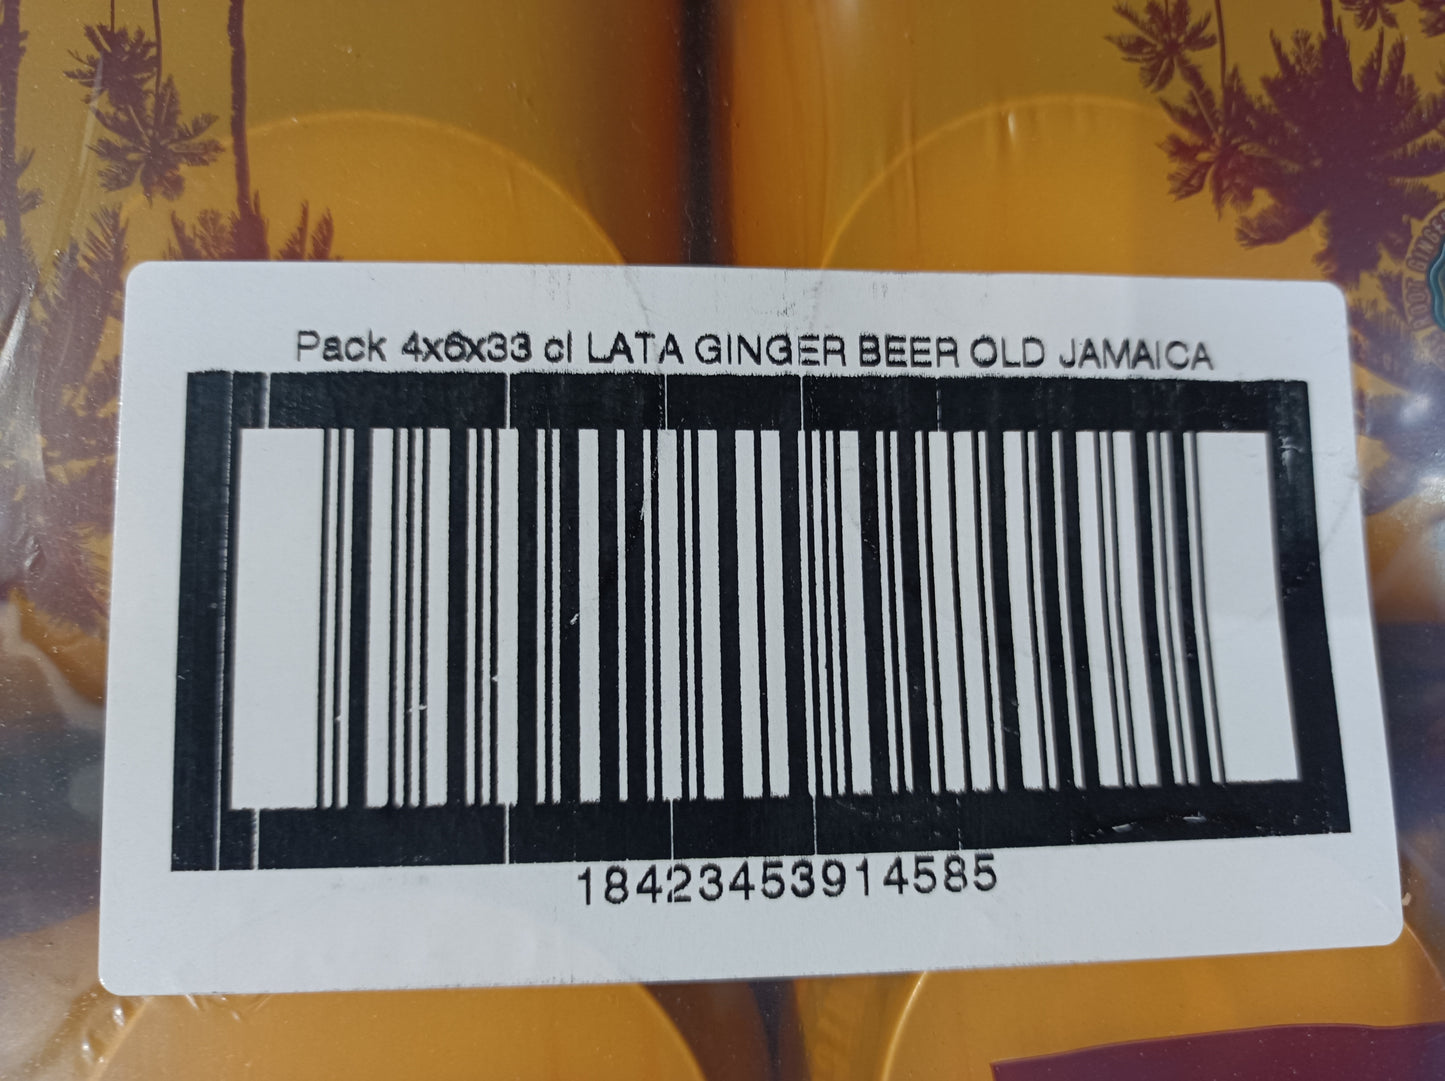 Pack 4x6x33 cl LATA GINGER BEER OLD JAMAICA
18423453914585